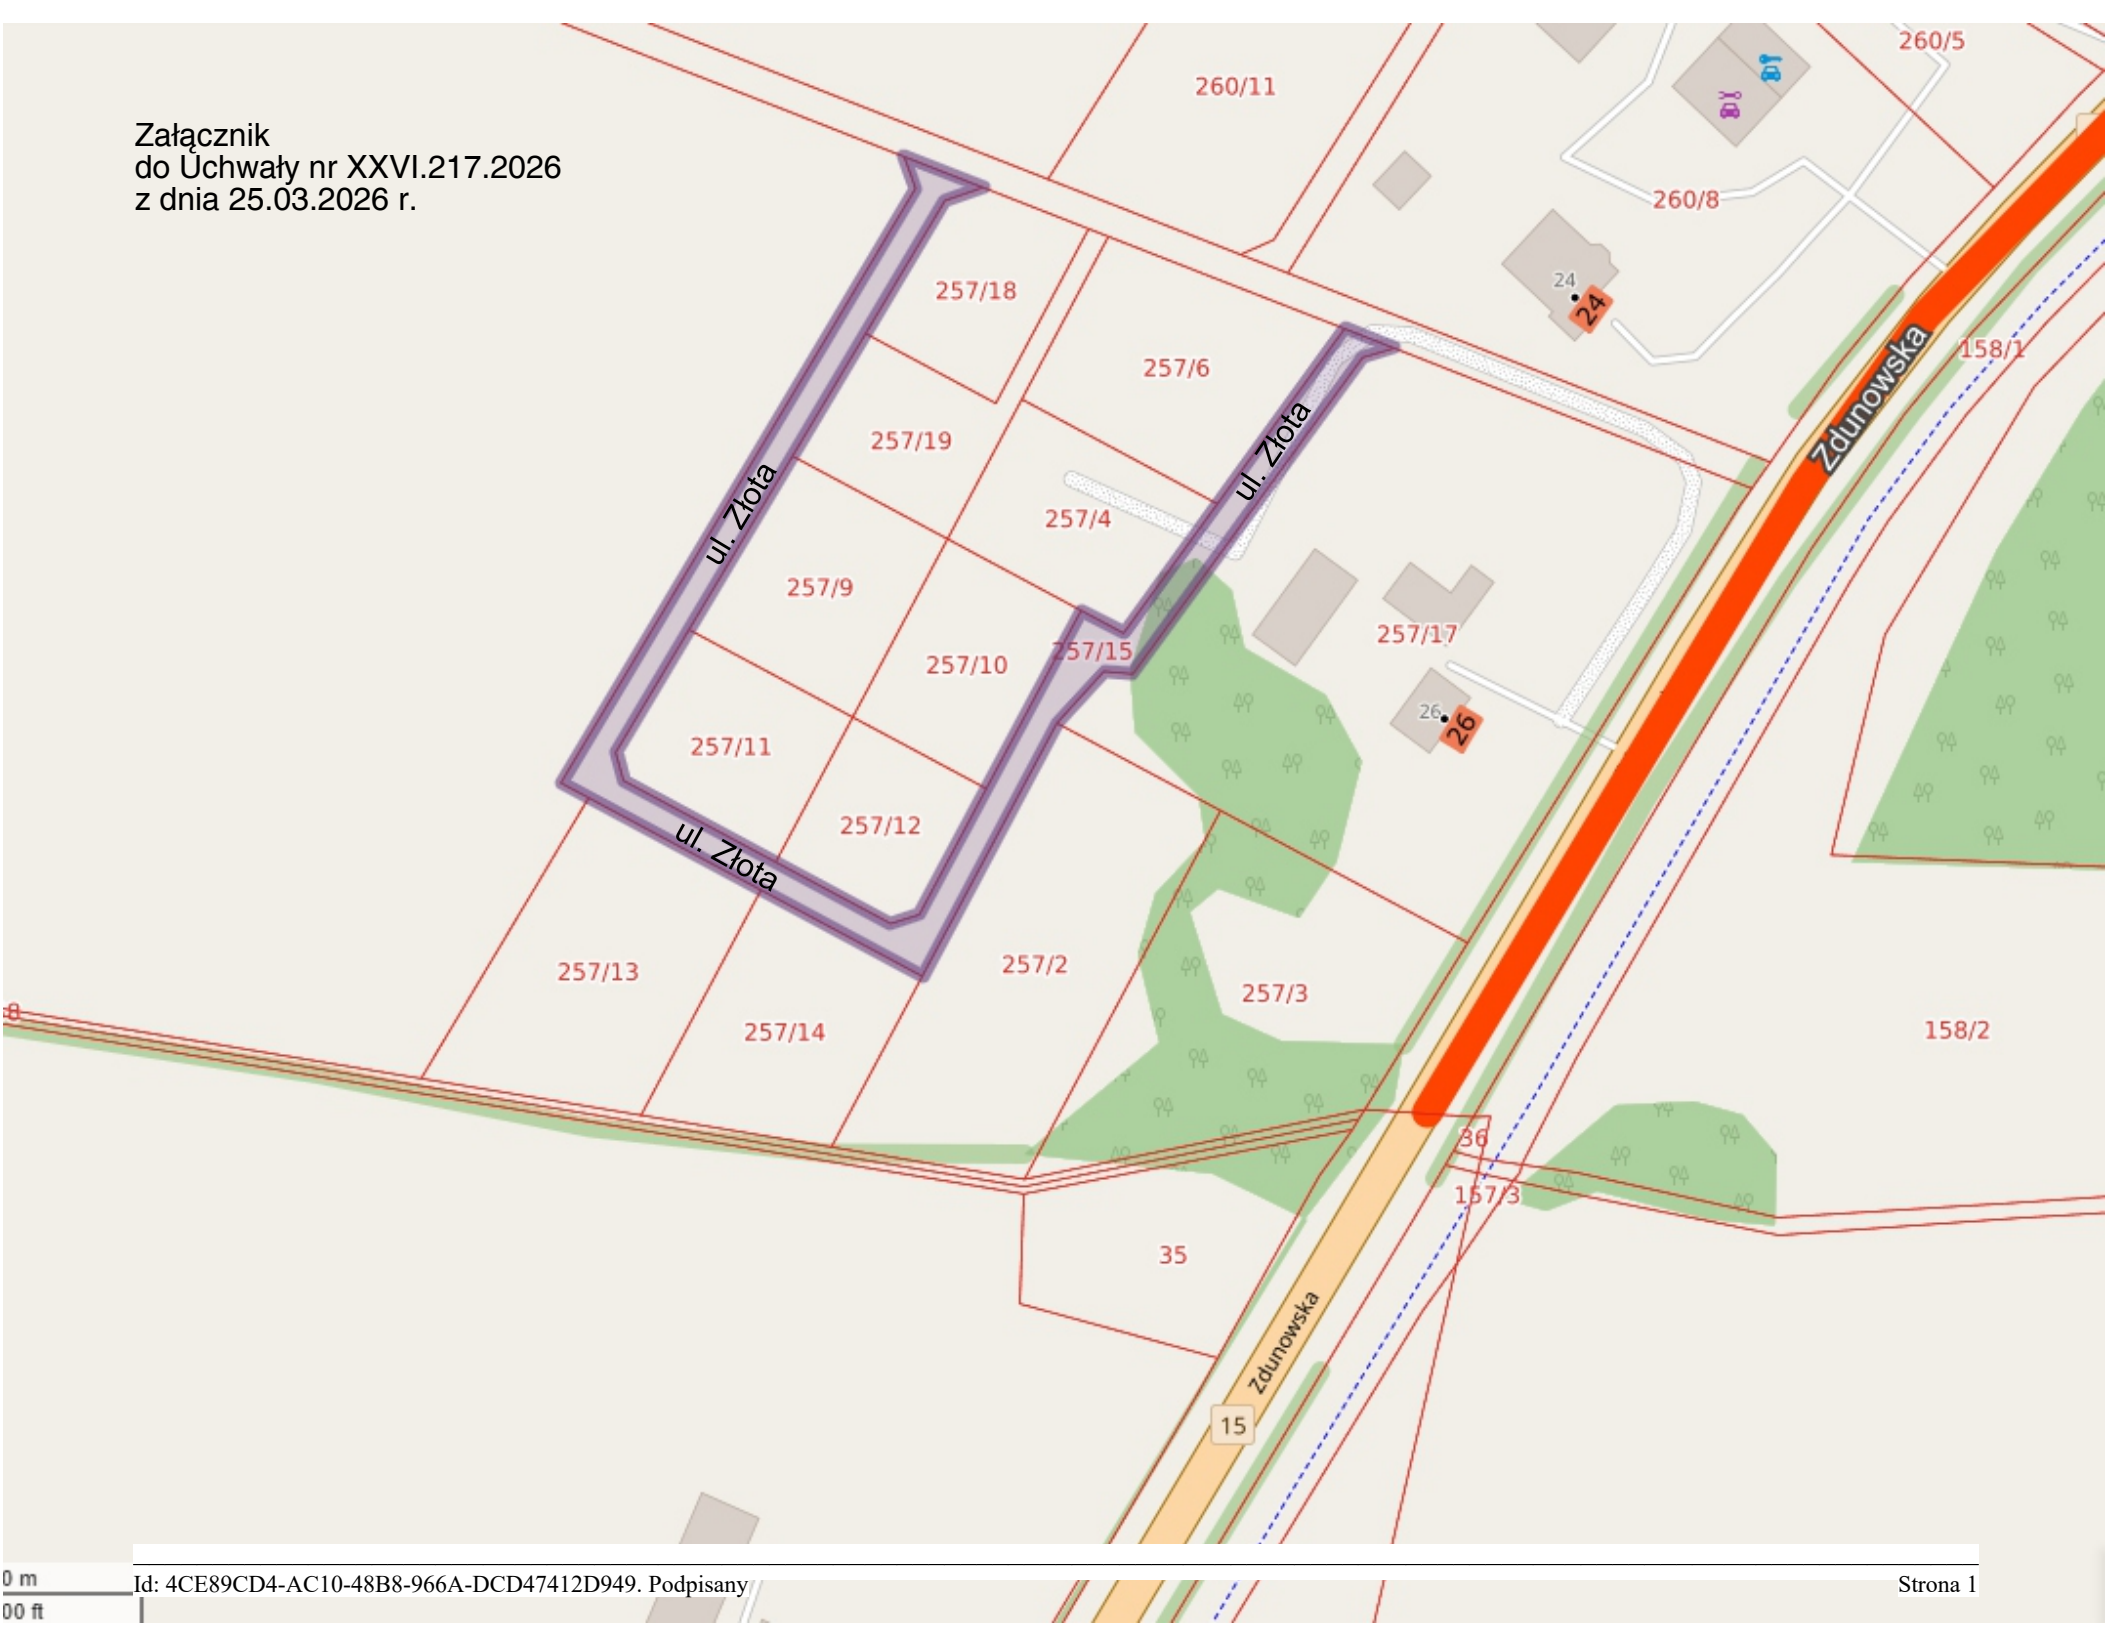 Załącznik
do Uchwały nr XXVI.217.2026
z dnia 25.03.2026 r.
260/5
260/11
260/8
24
24
257/18
158/1
Zdunowska
257/6
ul. Złota
257/19
ul. Złota
257/4
257/9
257/17
257/15
257/10
26
26
257/11
257/12
ul. Złota
257/2
257/13
257/3
8
257/14
158/2
36
157/3
35
Zdunowska
15
0 m
00 ft
Id: 4CE89CD4-AC10-48B8-966A-DCD47412D949. Podpisany
Strona 1